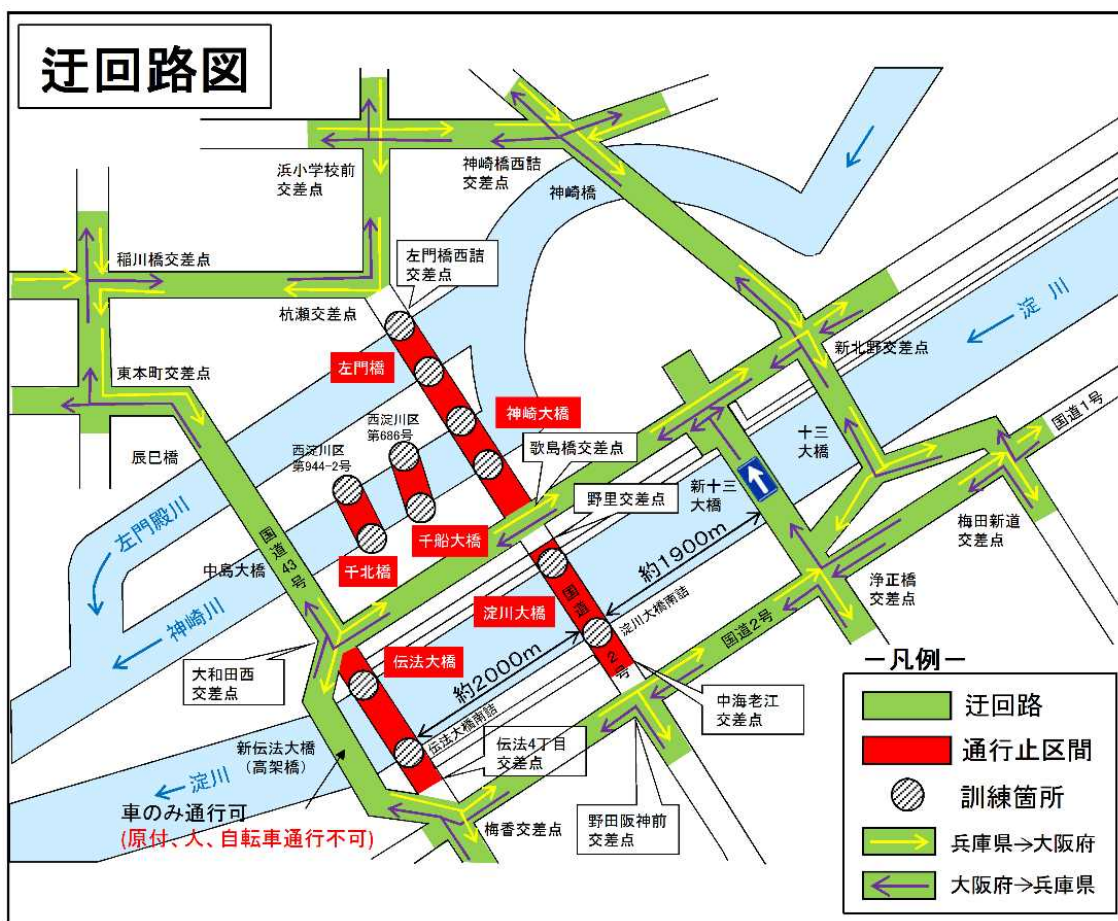 迂回路図
浜小学校前
交差点
神崎橋西詰
交差点
神崎橋
稲川橋交差点
左門橋西詰
交差点
杭瀬交差点
淀川
新北野交差点
東本町交差点
左門橋
西淀川区
第686号
神崎大橋
国道1号
西淀川区
第944-2号
歌島橋交差点
十三
大橋
辰巳橋
野里交差点
新十三
大橋
左門殿川
国道43号
千船大橋
梅田新道
交差点
中島大橋
千北橋
約1900m
浄正橋
交差点
神崎川
淀川大橋
国道2号
淀川大橋南詰
国道2号
大和田西
交差点
伝法大橋
約2000m
中海老江
交差点
伝法大橋南詰
新伝法大橋
(高架橋)
淀川
伝法4丁目
交差点
車のみ通行可
(原付、人、自転車通行不可)
梅香交差点
野田阪神前
交差点
－凡例－
迂回路
通行止区間
訓練箇所
兵庫県→大阪府
大阪府→兵庫県